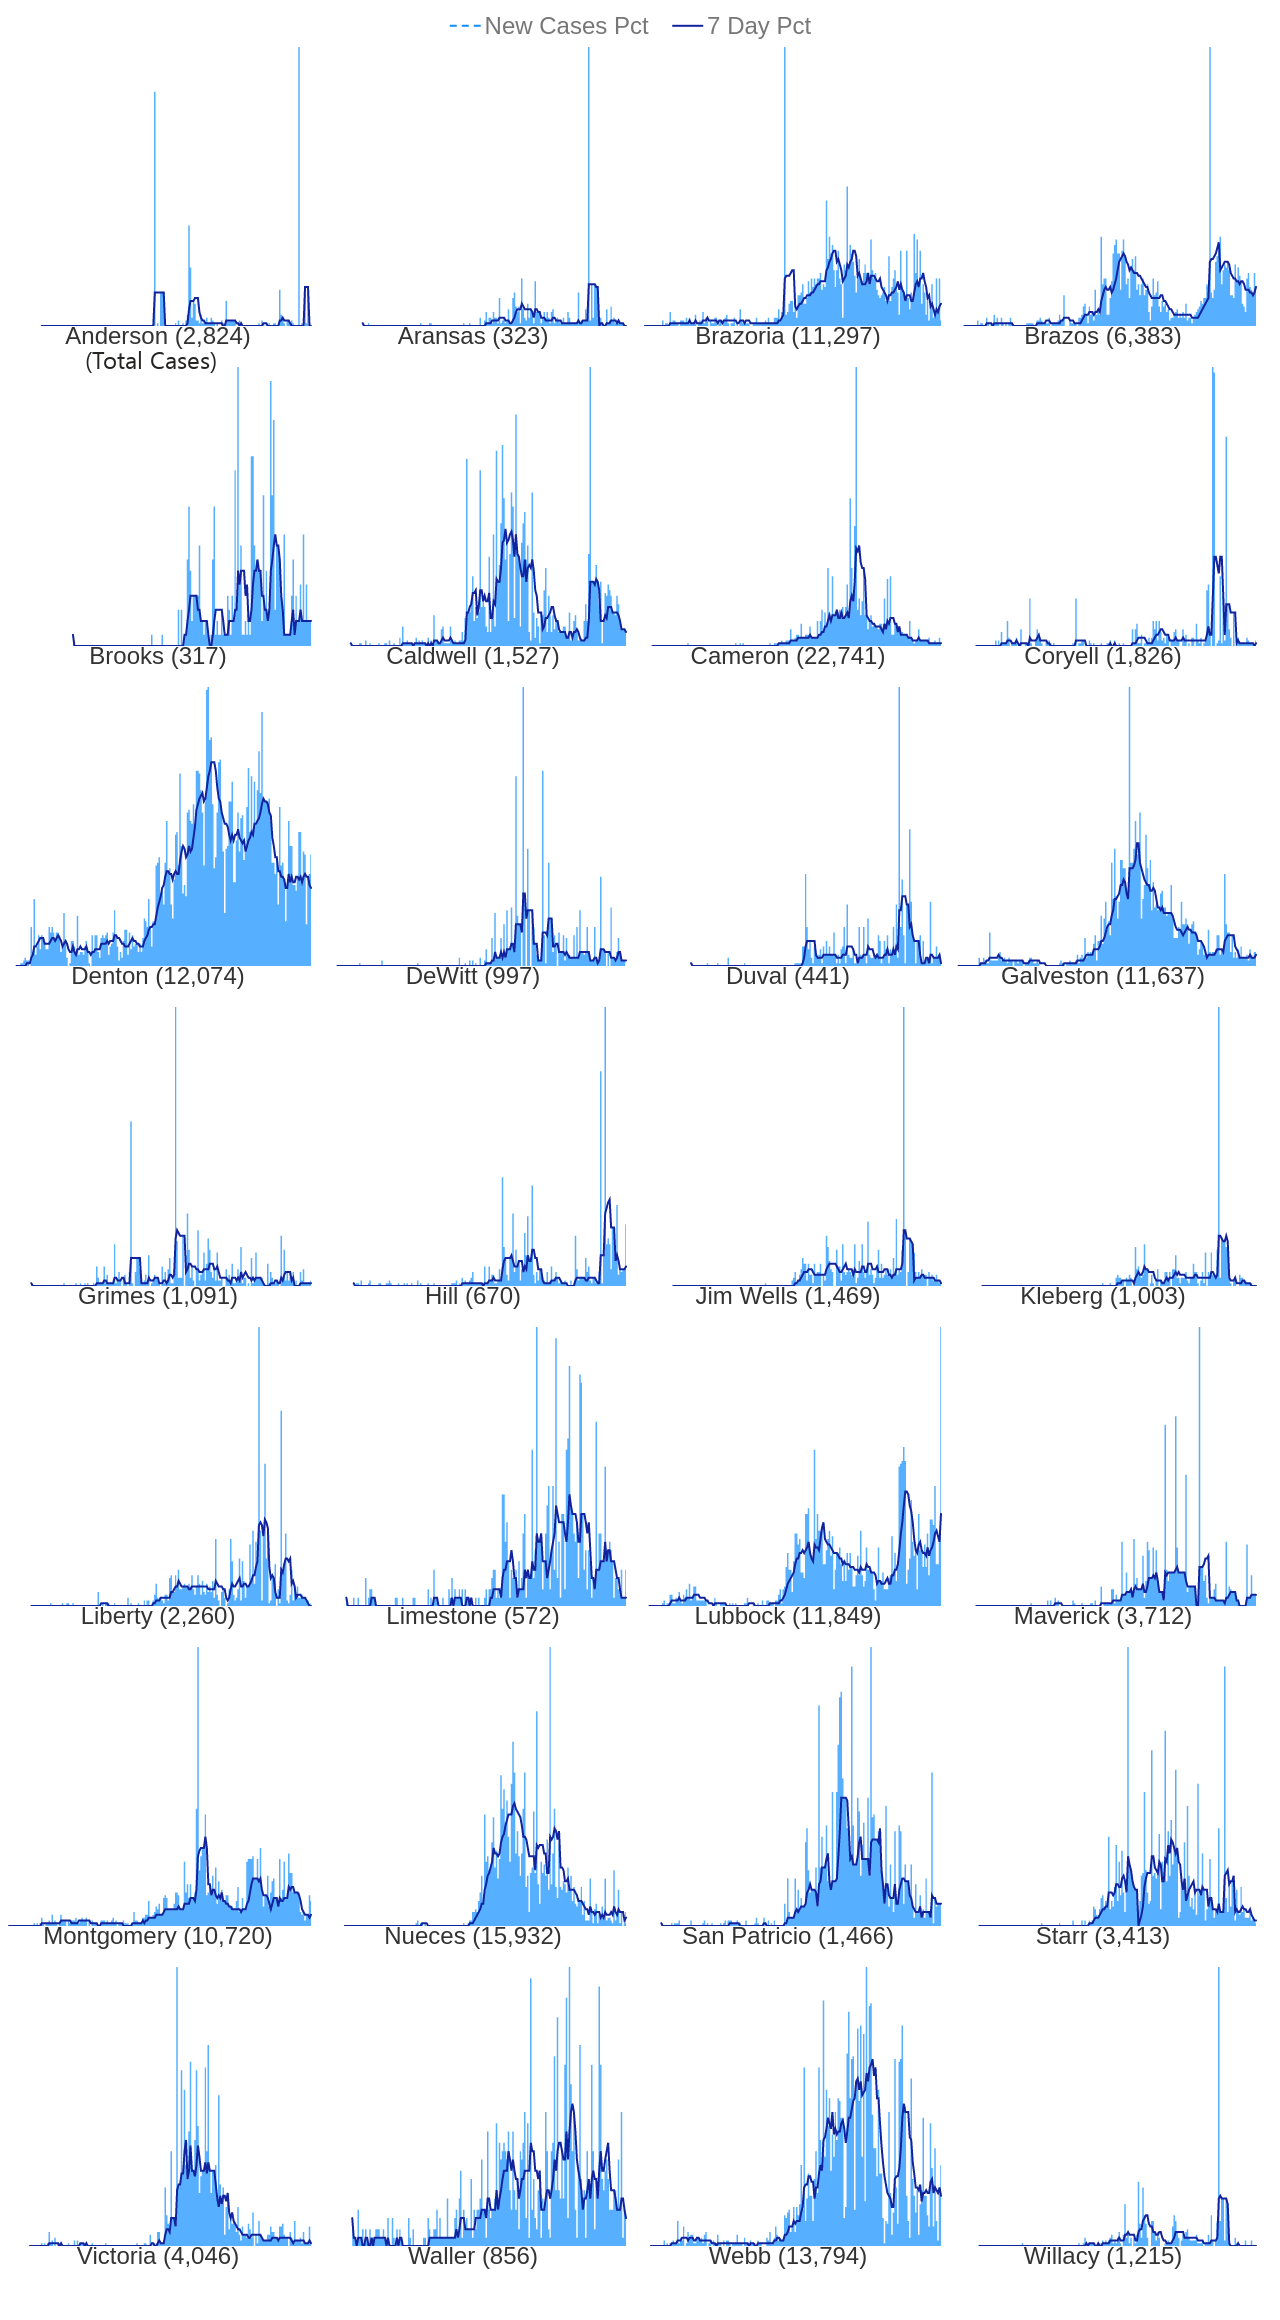 New Cases Pct 7 Day Pct
Anderson (2,824) Aransas (323) Brazoria (11,297) Brazos (6,383)
(Total Cases)
Brooks (317) Caldwell (1,527) Cameron (22,741) Coryell (1,826)
Denton (12,074) DeWitt (997) Duval (441) Galveston (11,637)
Grimes (1,091) Hill (670) Jim Wells (1,469) Kleberg (1,003)
Liberty (2,260) Limestone (572) Lubbock (11,849) Maverick (3,712)
Montgomery (10,720) Nueces (15,932) San Patricio (1,466) Starr (3,413)
Victoria (4,046) Waller (856) Webb (13,794) Willacy (1,215)